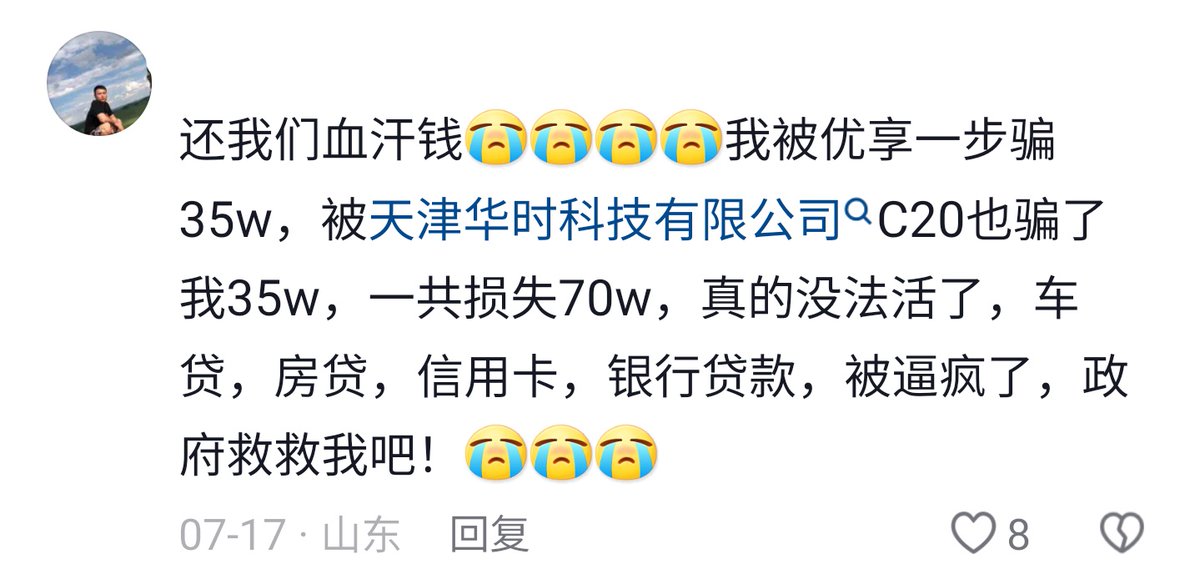 还我们血汗钱😭😭😭😭我被优享一步骗
35w，被天津华时科技有限公司C20也骗了
我35w，一共损失70w，真的没法活了，车
贷，房贷，信用卡，银行贷款，被逼疯了，政
府救救我吧！😭😭😭
07-17 · 山东 回复 8